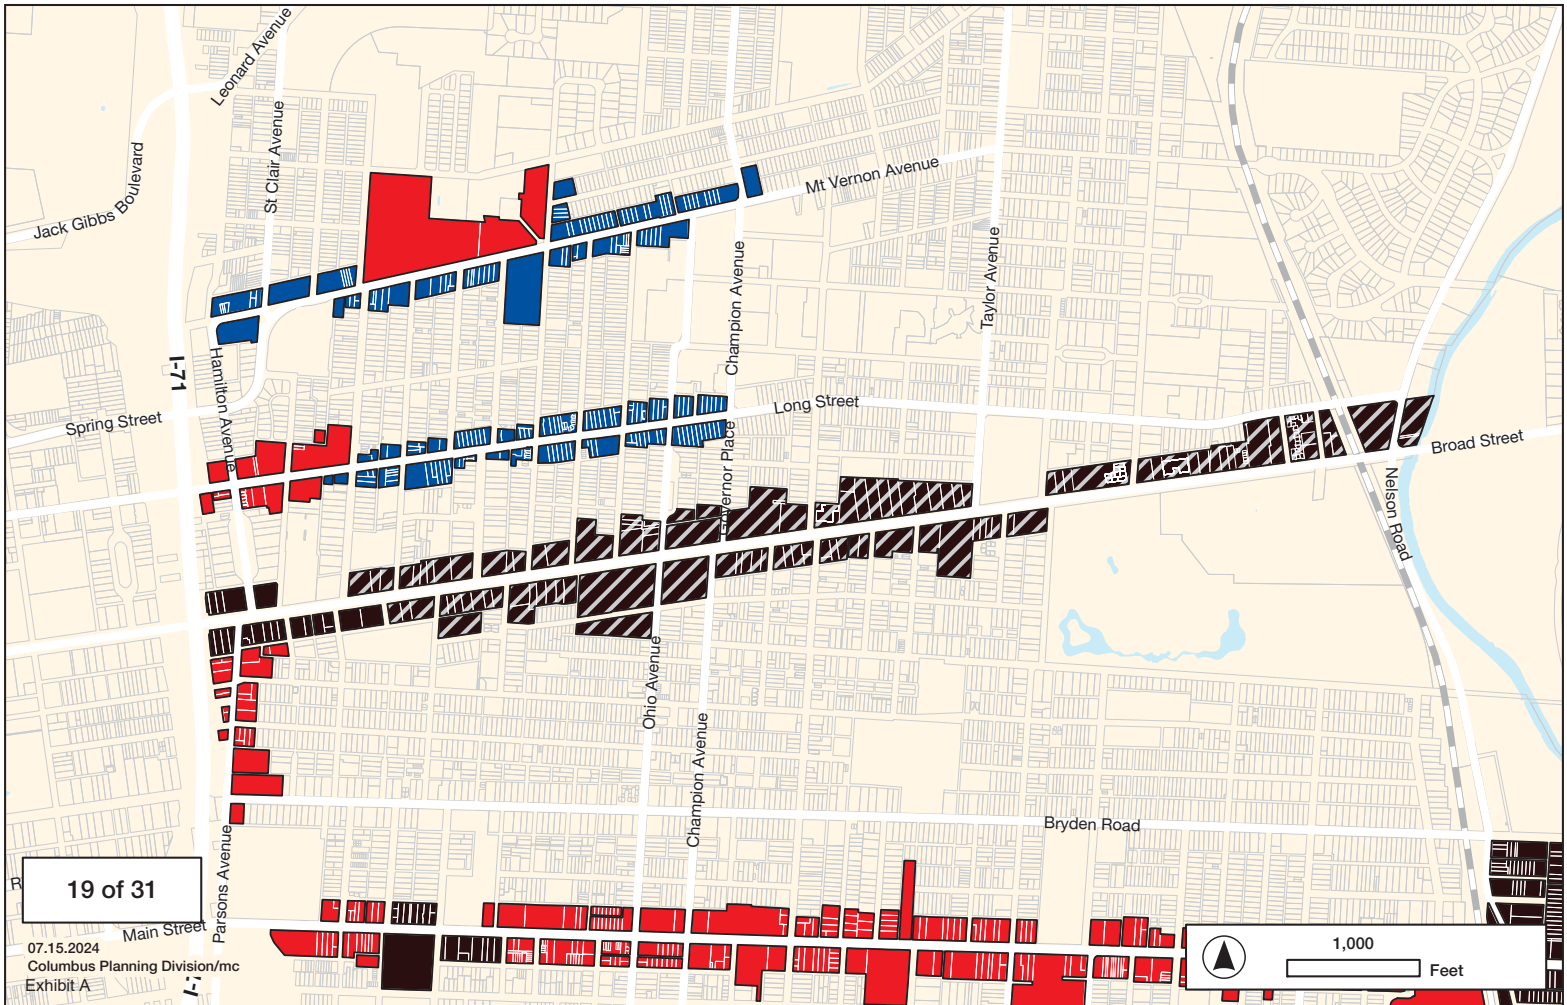 Leonard Avenue
St Clair Avenue
Jack Gibbs Boulevard
Mt Vernon Avenue
Champion Avenue
Taylor Avenue
I-71
Hamilton Avenue
Spring Street
Long Street
Broad Street
Governor Place
Nelson Road
Ohio Avenue
Champion Avenue
Bryden Road
Parsons Avenue
R
19 of 31
Main Street
07.15.2024
Columbus Planning Division/mc
Exhibit A
1,000
Feet